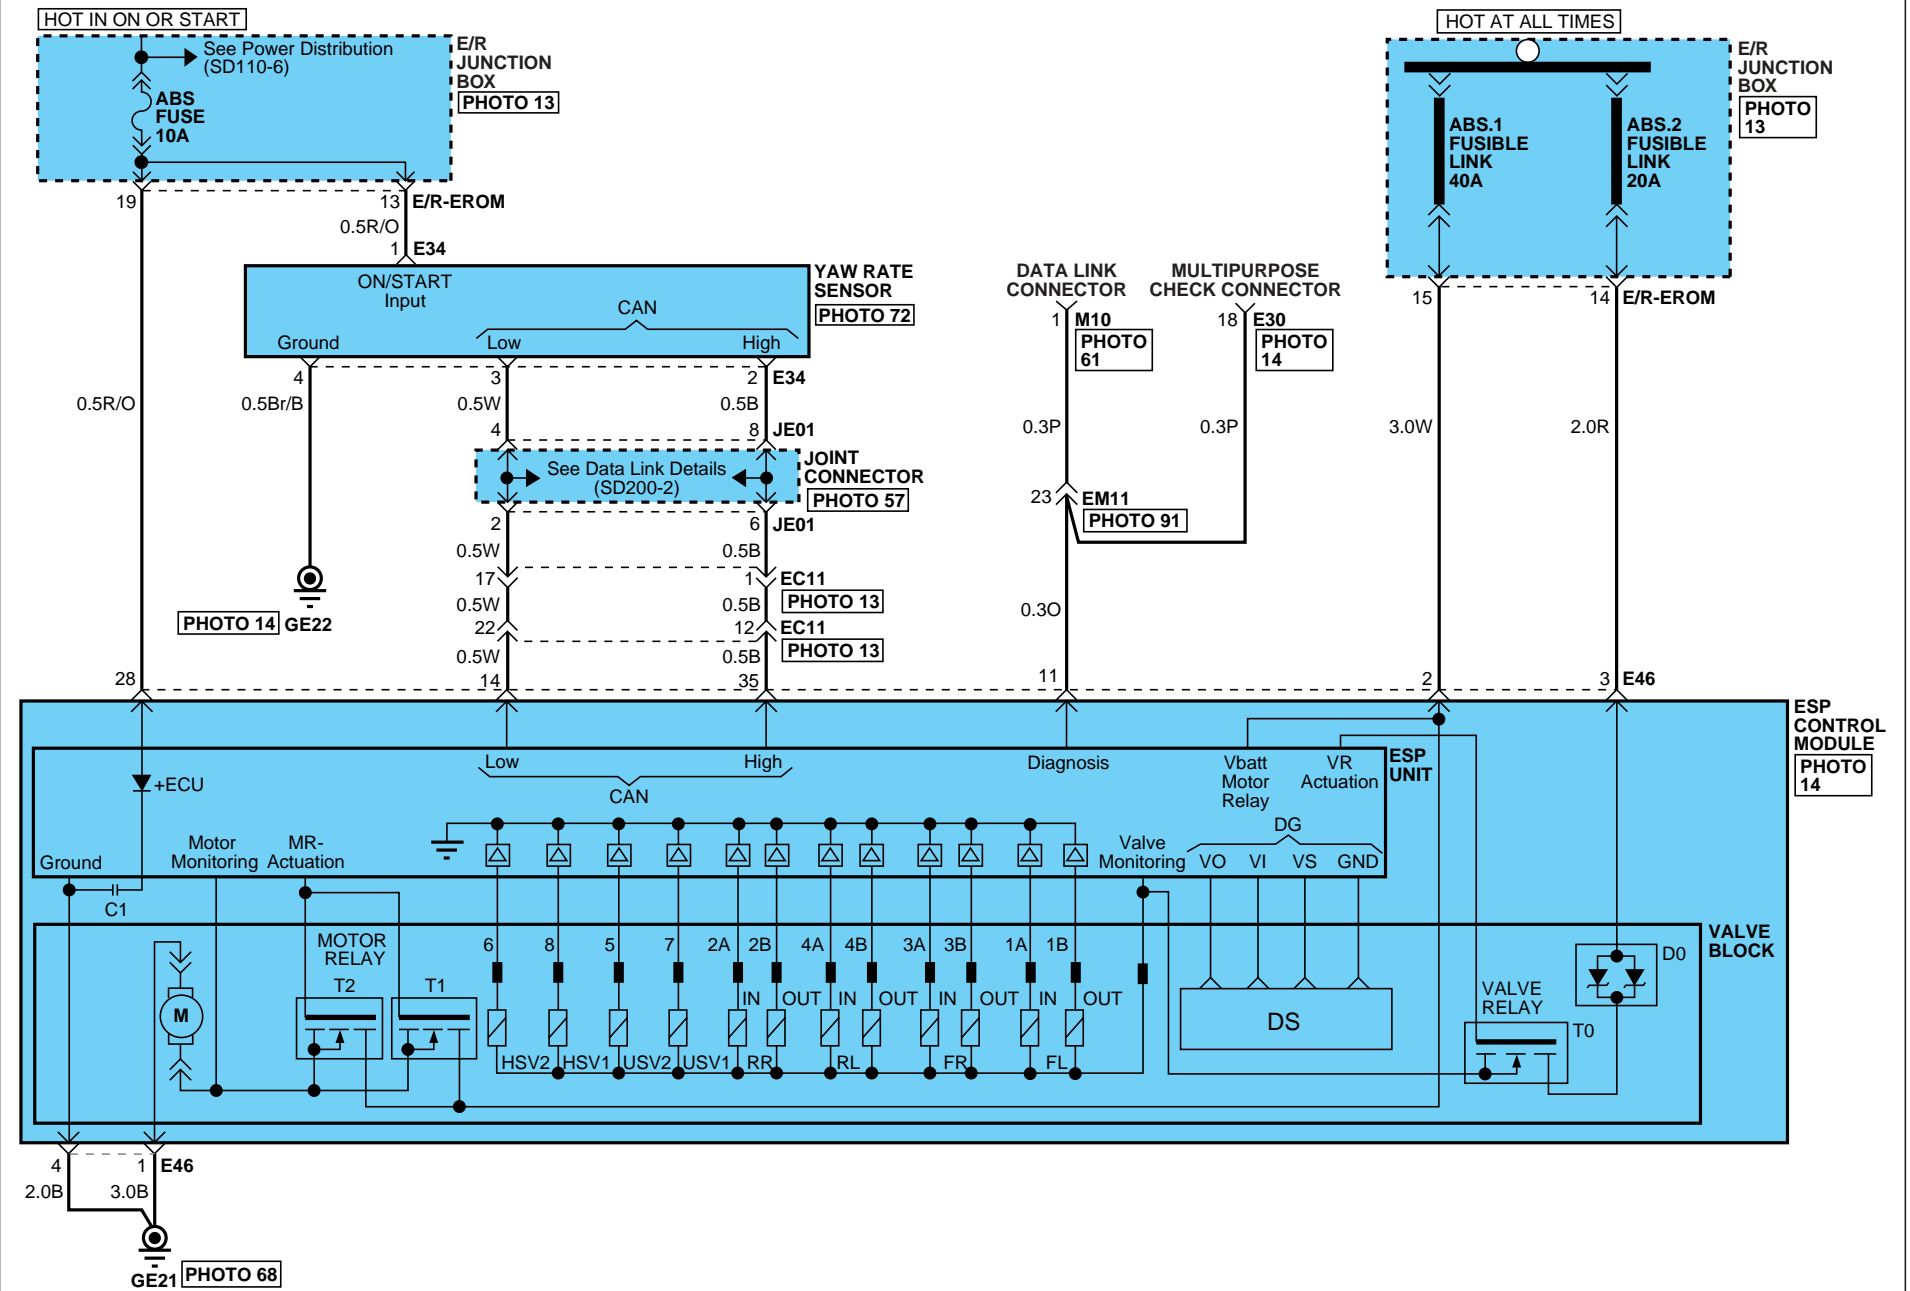 HOT IN ON OR START
HOT AT ALL TIMES
See Power Distribution
(SD110-6)
ABS
FUSE
10A
E/R
JUNCTION
BOX
PHOTO 13
ABS.1
FUSIBLE
LINK
40A
ABS.2
FUSIBLE
LINK
20A
E/R
JUNCTION
BOX
PHOTO
13
19
13 E/R-EROM
0.5R/O
1 E34
15
14 E/R-EROM
ON/START
Input
CAN
Ground
Low
High
YAW RATE
SENSOR
PHOTO 72
DATA LINK
CONNECTOR
1 M10
PHOTO
61
MULTIPURPOSE
CHECK CONNECTOR
18 E30
PHOTO
14
4
3
2 E34
0.5R/O
0.5Br/B
0.5W
0.5B
4
8 JE01
0.3P
0.3P
3.0W
2.0R
See Data Link Details
(SD200-2)
JOINT
CONNECTOR
PHOTO 57
23 EM11
PHOTO 91
2
6 JE01
0.5W
0.5B
17
1 EC11
PHOTO 13
0.5W
0.5B
0.3O
PHOTO 14 GE22
22
12 EC11
PHOTO 13
0.5W
0.5B
28
14
35
11
2
3 E46
ESP
CONTROL
MODULE
PHOTO
14
+ECU
Low
High
CAN
Diagnosis
Vbatt
Motor
Relay
VR
Actuation
ESP
UNIT
Ground
Motor
Monitoring
MR-
Actuation
Valve
Monitoring
DG
VO VI VS GND
C1
MOTOR
RELAY
T2
T1
6 8 5 7 2A 2B 4A 4B 3A 3B 1A 1B
VALVE
BLOCK
D0
M
IN OUT IN OUT IN OUT IN OUT
HSV2 HSV1 USV2 USV1 RR RL FR FL
DS
VALVE
RELAY
T0
4
1 E46
2.0B
3.0B
GE21 PHOTO 68